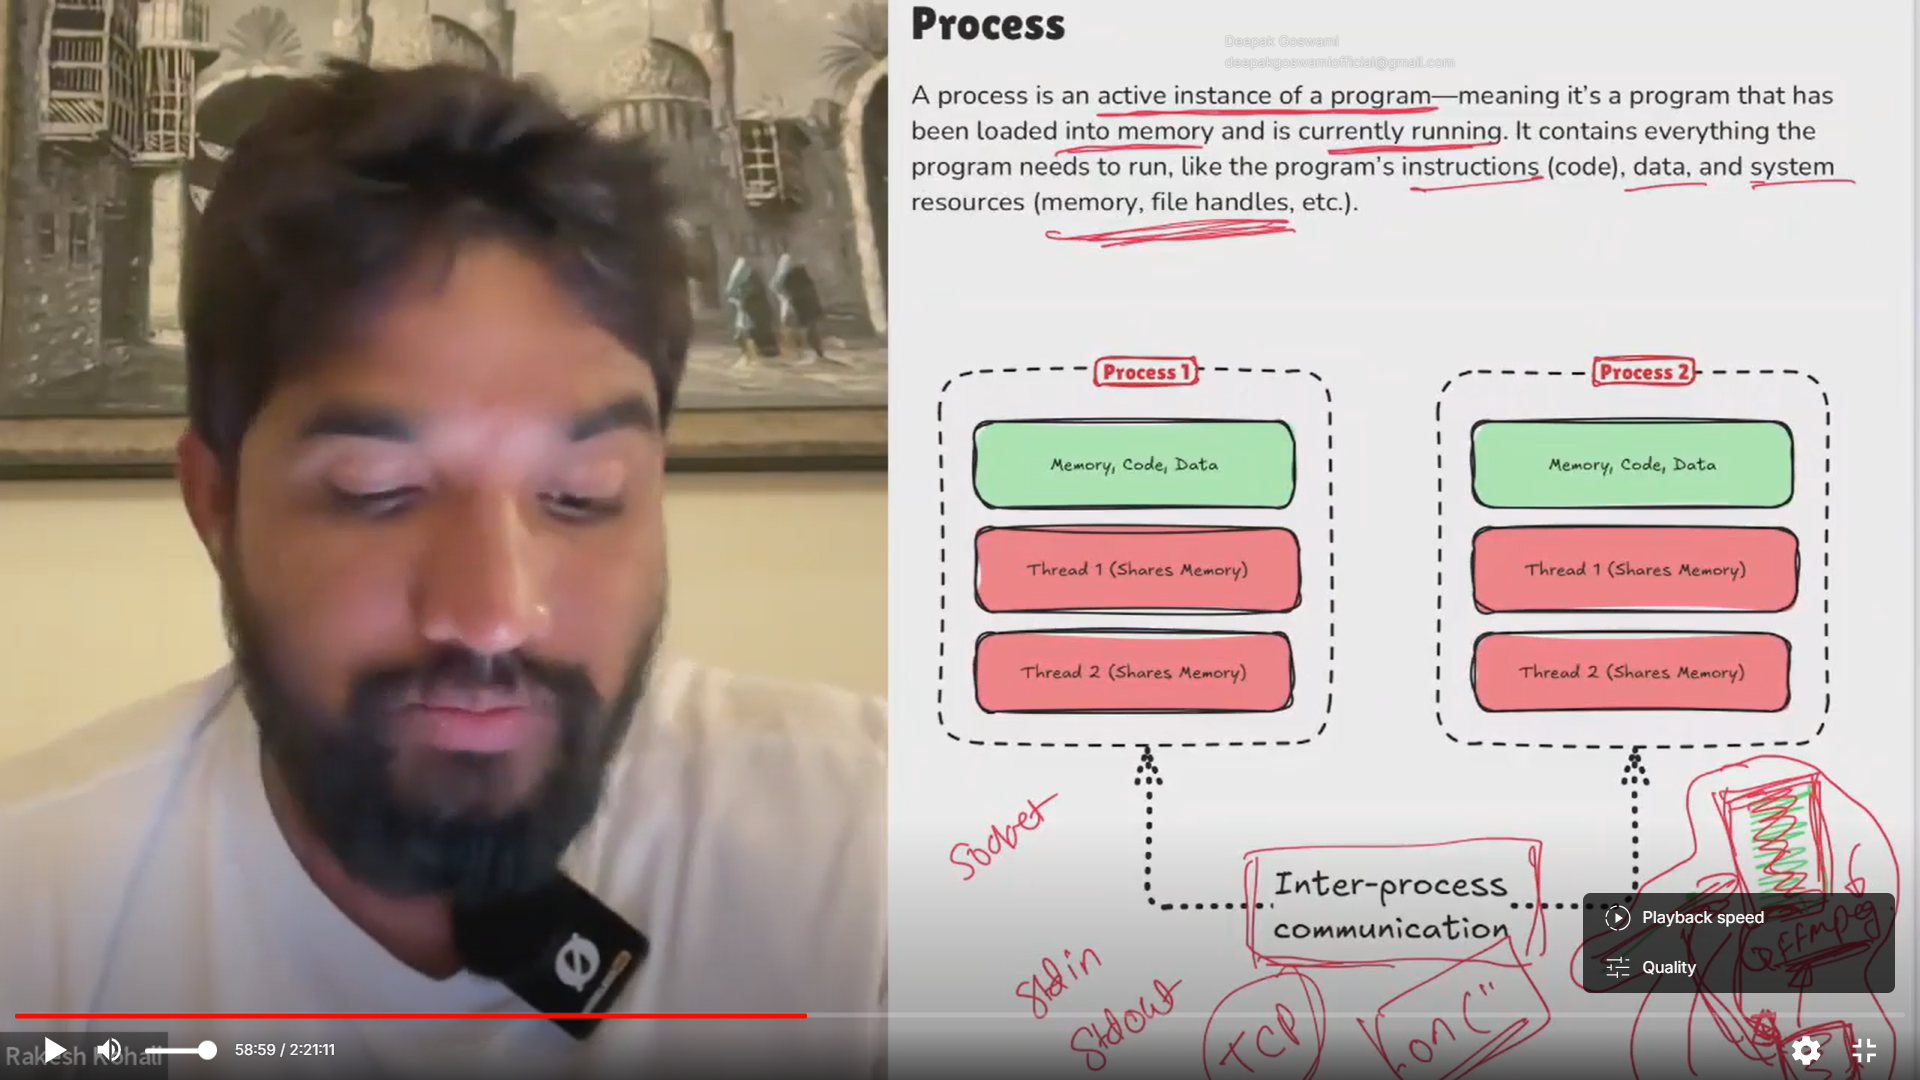 Process
Deepak Goswami
deepakgoswamiofficial@gmail.com
A process is an active instance of a program—meaning it's a program that has
been loaded into memory and is currently running. It contains everything the
program needs to run, like the program's instructions (code), data, and system
resources (memory, file handles, etc.).
Process 1
Process 2
Memory, Code, Data
Memory, Code, Data
Thread 1 (Shares Memory)
Thread 1 (Shares Memory)
Thread 2 (Shares Memory)
Thread 2 (Shares Memory)
Socket
Inter-process
communication
Playback speed
ffmpeg
Quality
Stdin
Stdout
TCP
.on("
Rakesh Kohali
58:59 / 2:21:11